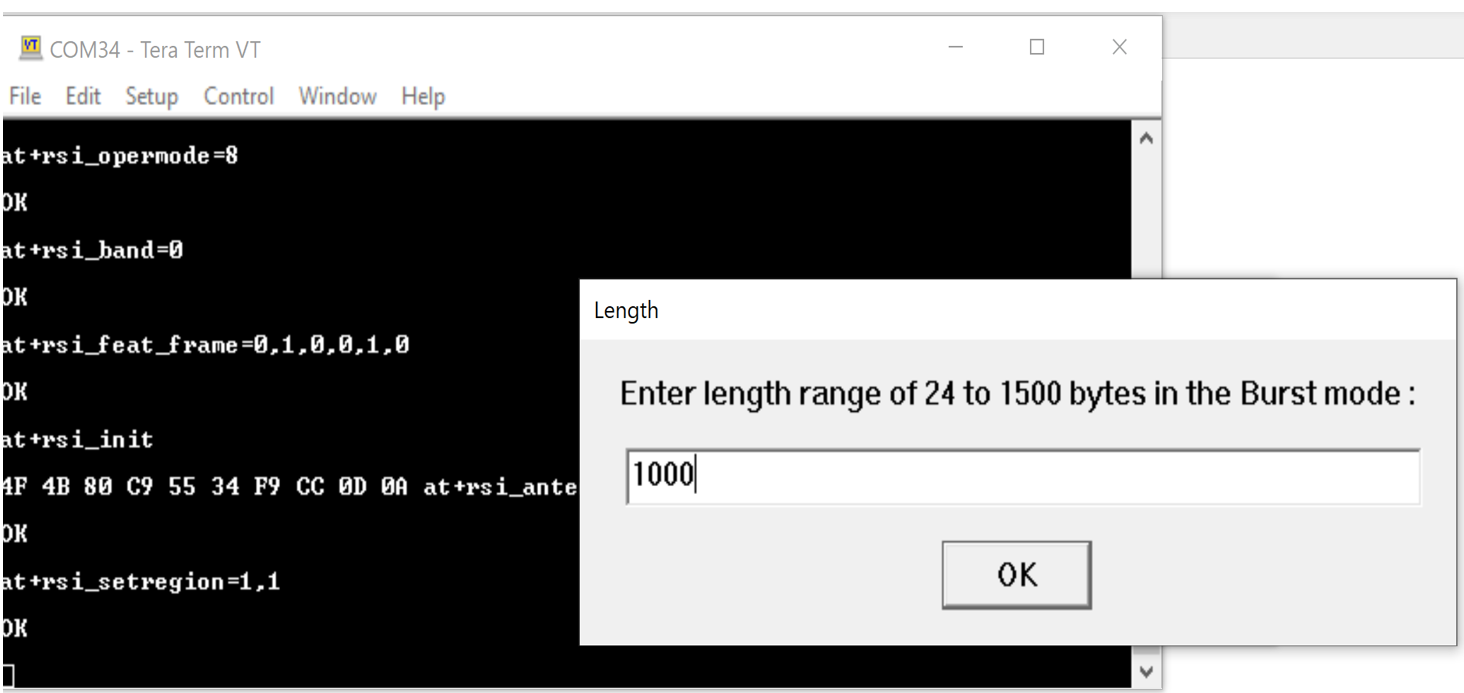 COM34 - Tera Term VT
File Edit Setup Control Window Help
at+rsi_opermode=8
OK
at+rsi_band=0
OK
at+rsi_feat_frame=0,1,0,0,1,0
OK
at+rsi_init
4F 4B 80 C9 55 34 F9 CC 0D 0A at+rsi_ante
OK
at+rsi_setregion=1,1
OK
Length
Enter length range of 24 to 1500 bytes in the Burst mode :
1000
OK